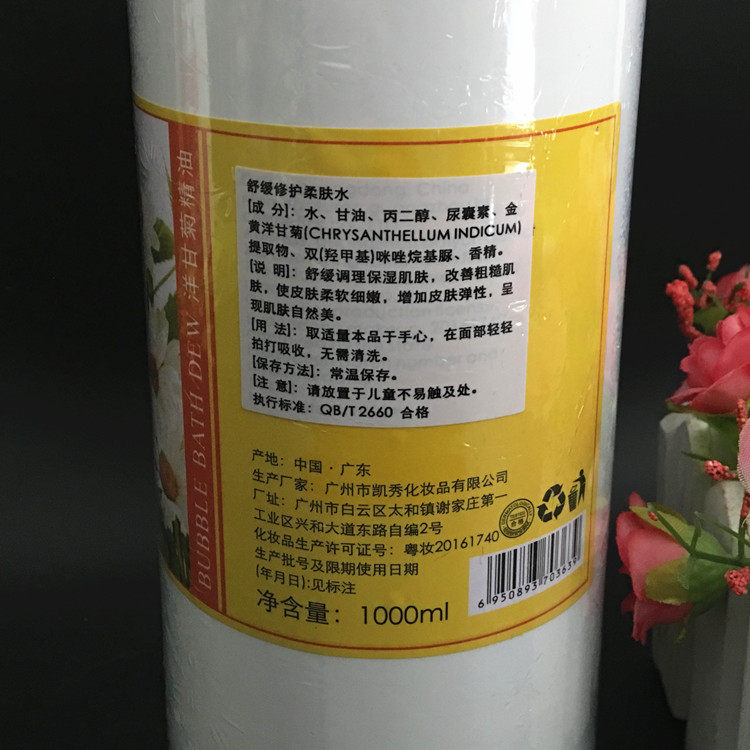 舒缓修护柔肤水
[成 分]：水、甘油、丙二醇、尿囊素、金
黄洋甘菊(CHRYSANTHELLUM INDICUM)
提取物、双(羟甲基)咪唑烷基脲、香精。
[说 明]：舒缓调理保湿肌肤，改善粗糙肌
肤，使皮肤柔软细嫩，增加皮肤弹性，呈
现肌肤自然美。
[用 法]：取适量本品于手心，在面部轻轻
拍打吸收，无需清洗。
[保存方法]：常温保存。
[注 意]：请放置于儿童不易触及处。
执行标准：QB/T 2660 合格
产地：中国·广东
生产厂家：广州市凯秀化妆品有限公司
厂址：广州市白云区太和镇谢家庄第一
工业区兴和大道东路自编2号
化妆品生产许可证号：粤妆20161740
生产批号及限期使用日期
(年月日):见标注
净含量：1000ml
合格
6 950893 703639
BUBBLE BATH DEW 洋甘菊精油